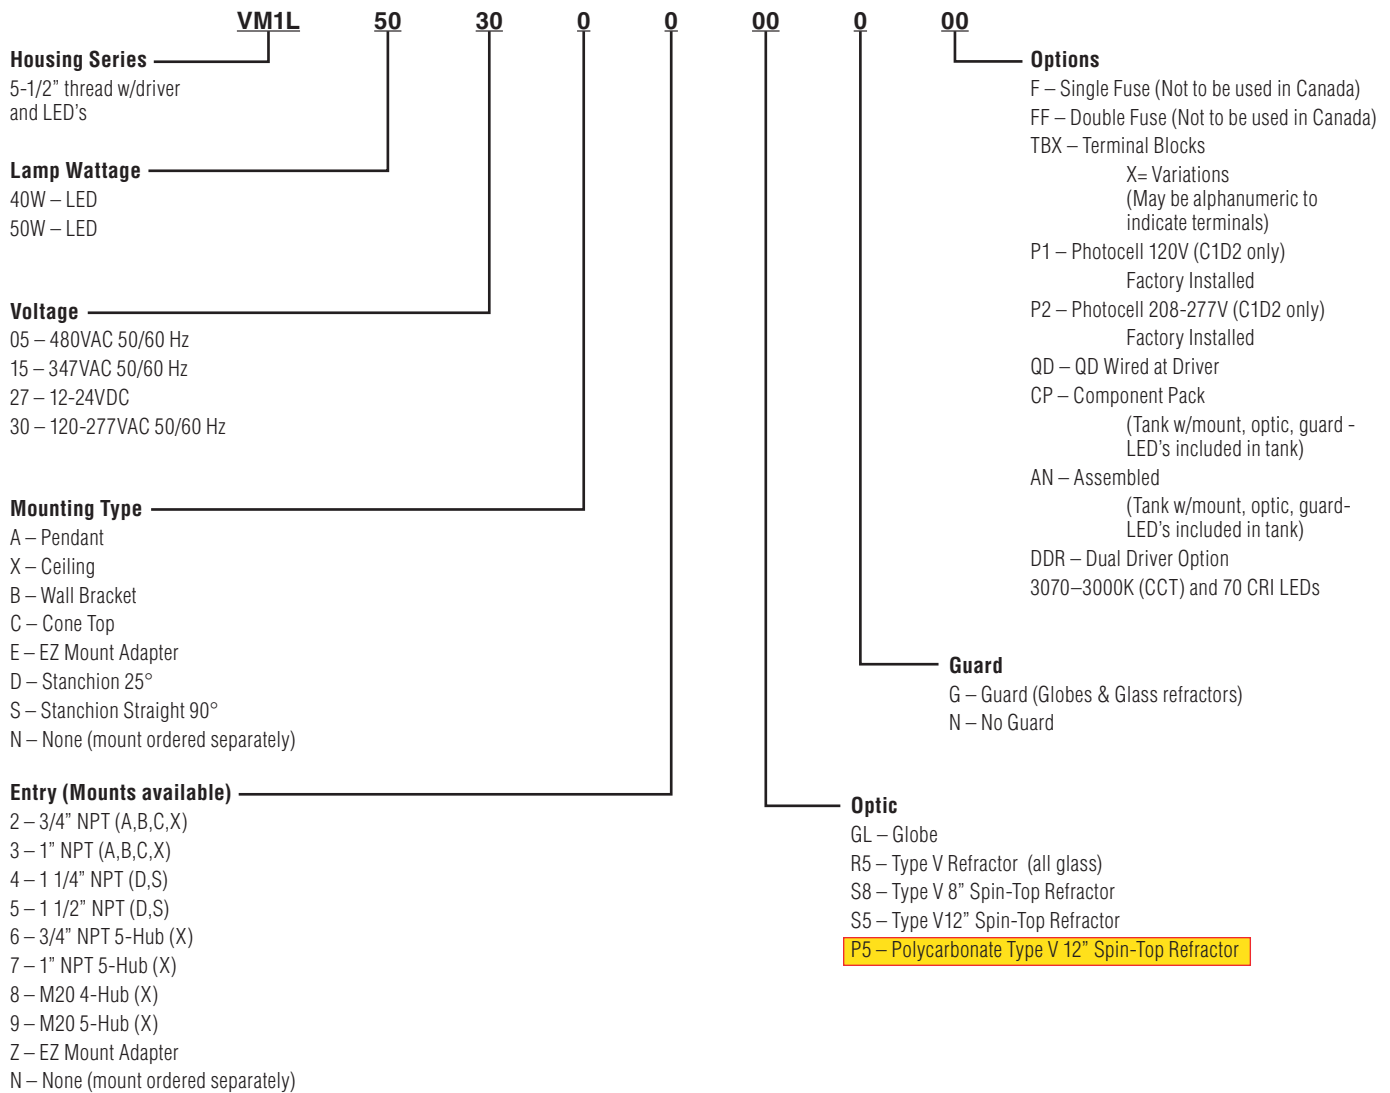 VM1L 50 30 0 0 00 0 00
Housing Series
5-1/2” thread w/driver
and LED’s
Lamp Wattage
40W – LED
50W – LED
Voltage
05 – 480VAC 50/60 Hz
15 – 347VAC 50/60 Hz
27 – 12-24VDC
30 – 120-277VAC 50/60 Hz
Mounting Type
A – Pendant
X – Ceiling
B – Wall Bracket
C – Cone Top
E – EZ Mount Adapter
D – Stanchion 25°
S – Stanchion Straight 90°
N – None (mount ordered separately)
Entry (Mounts available)
2 – 3/4” NPT (A,B,C,X)
3 – 1” NPT (A,B,C,X)
4 – 1 1/4” NPT (D,S)
5 – 1 1/2” NPT (D,S)
6 – 3/4” NPT 5-Hub (X)
7 – 1” NPT 5-Hub (X)
8 – M20 4-Hub (X)
9 – M20 5-Hub (X)
Z – EZ Mount Adapter
N – None (mount ordered separately)
Options
F – Single Fuse (Not to be used in Canada)
FF – Double Fuse (Not to be used in Canada)
TBX – Terminal Blocks
X= Variations
(May be alphanumeric to
indicate terminals)
P1 – Photocell 120V (C1D2 only)
Factory Installed
P2 – Photocell 208-277V (C1D2 only)
Factory Installed
QD – QD Wired at Driver
CP – Component Pack
(Tank w/mount, optic, guard -
LED’s included in tank)
AN – Assembled
(Tank w/mount, optic, guard-
LED’s included in tank)
DDR – Dual Driver Option
3070–3000K (CCT) and 70 CRI LEDs
Guard
G – Guard (Globes & Glass refractors)
N – No Guard
Optic
GL – Globe
R5 – Type V Refractor (all glass)
S8 – Type V 8” Spin-Top Refractor
S5 – Type V12” Spin-Top Refractor
P5 – Polycarbonate Type V 12” Spin-Top Refractor